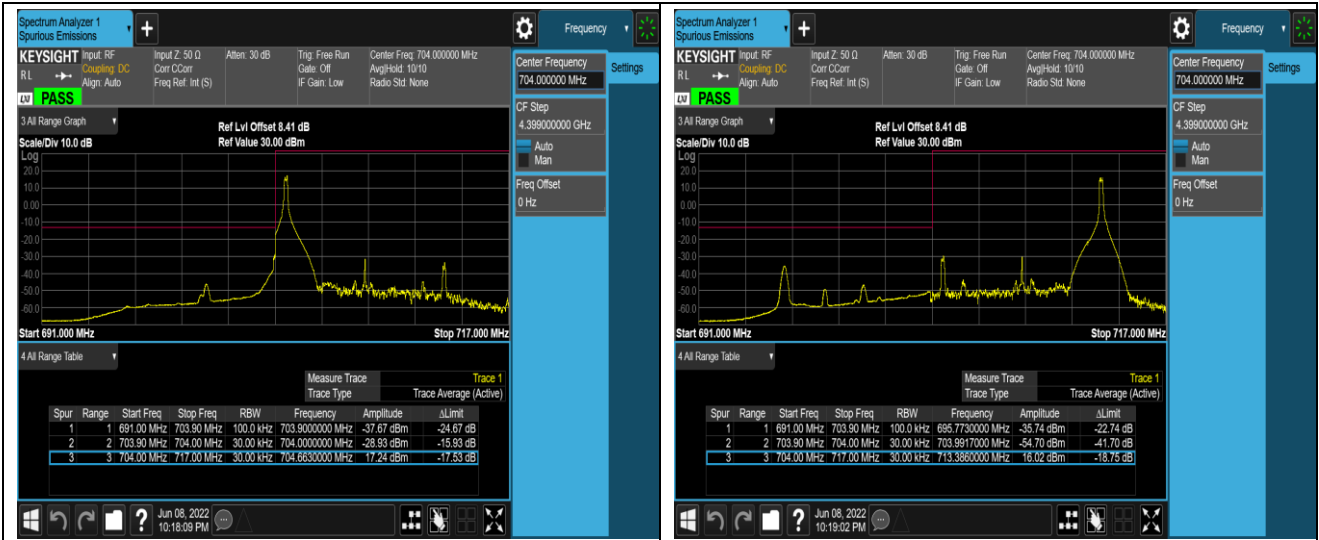 Spectrum Analyzer 1
Spurious Emissions
+
Frequency
KEYSIGHT Input: RF Input Z: 50 Ω Atten: 30 dB Trig: Free Run Center Freq: 704.000000 MHz
Coupling: DC Corr CCorr Gate: Off Avg|Hold: 10/10
RL Align: Auto Freq Ref: Int (S) IF Gain: Low Radio Std: None
LXI PASS
Center Frequency
704.000000 MHz
Settings
CF Step
4.399000000 GHz
Auto
Man
Freq Offset
0 Hz
3 All Range Graph
Ref Lvl Offset 8.41 dB
Scale/Div 10.0 dB Ref Value 30.00 dBm
Log
20.0
10.0
0.00
-10.0
-20.0
-30.0
-40.0
-50.0
-60.0
Start 691.000 MHz Stop 717.000 MHz
4 All Range Table
Measure Trace Trace 1
Trace Type Trace Average (Active)
Spur Range Start Freq Stop Freq RBW Frequency Amplitude ΔLimit
1 1 691.00 MHz 703.90 MHz 100.0 kHz 703.9000000 MHz -37.67 dBm -24.67 dB
2 2 703.90 MHz 704.00 MHz 30.00 kHz 704.0000000 MHz -28.93 dBm -15.93 dB
3 3 704.00 MHz 717.00 MHz 30.00 kHz 704.6630000 MHz 17.24 dBm -17.53 dB
?
Jun 08, 2022
10:18:09 PM
Spectrum Analyzer 1
Spurious Emissions
+
Frequency
KEYSIGHT Input: RF Input Z: 50 Ω Atten: 30 dB Trig: Free Run Center Freq: 704.000000 MHz
Coupling: DC Corr CCorr Gate: Off Avg|Hold: 10/10
RL Align: Auto Freq Ref: Int (S) IF Gain: Low Radio Std: None
LXI PASS
Center Frequency
704.000000 MHz
Settings
CF Step
4.399000000 GHz
Auto
Man
Freq Offset
0 Hz
3 All Range Graph
Ref Lvl Offset 8.41 dB
Scale/Div 10.0 dB Ref Value 30.00 dBm
Log
20.0
10.0
0.00
-10.0
-20.0
-30.0
-40.0
-50.0
-60.0
Start 691.000 MHz Stop 717.000 MHz
4 All Range Table
Measure Trace Trace 1
Trace Type Trace Average (Active)
Spur Range Start Freq Stop Freq RBW Frequency Amplitude ΔLimit
1 1 691.00 MHz 703.90 MHz 100.0 kHz 695.7730000 MHz -35.74 dBm -22.74 dB
2 2 703.90 MHz 704.00 MHz 30.00 kHz 703.9917000 MHz -54.70 dBm -41.70 dB
3 3 704.00 MHz 717.00 MHz 30.00 kHz 713.3860000 MHz 16.02 dBm -18.75 dB
?
Jun 08, 2022
10:19:02 PM